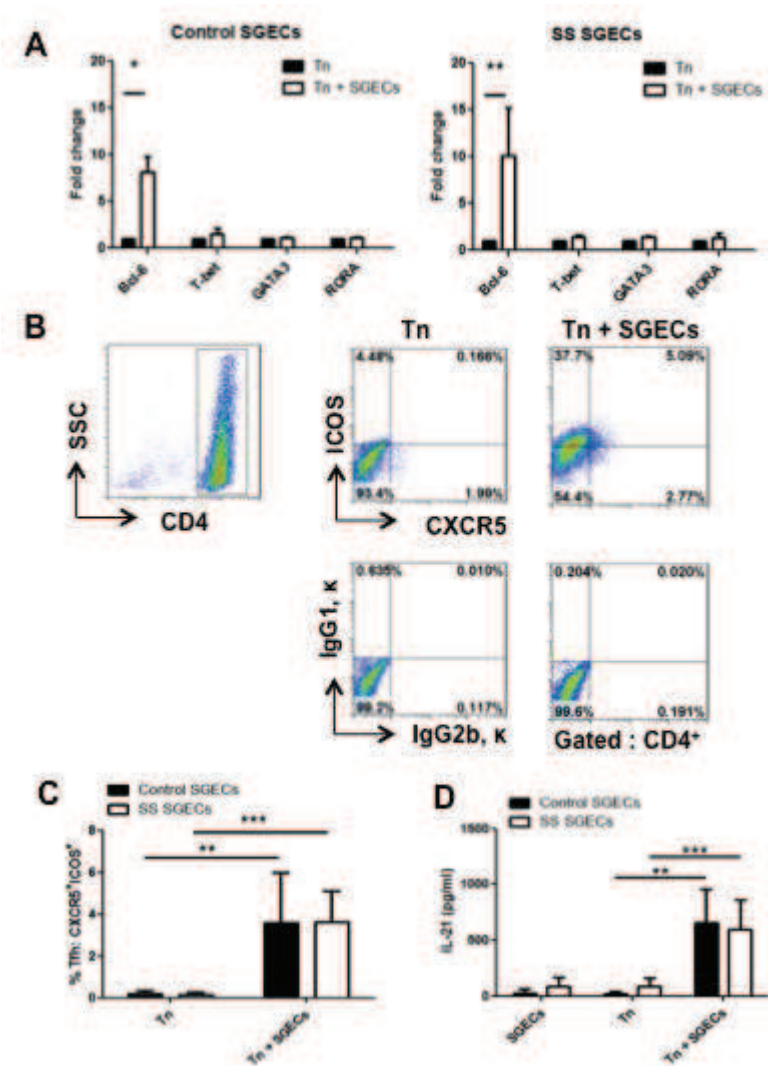 A
Control SGECs
Tn
Tn + SGECs
*
Fold change
20
15
10
5
0
Bcl-6
T-bet
GATA3
RORA
SS SGECs
Tn
Tn + SGECs
**
Fold change
20
15
10
5
0
Bcl-6
T-bet
GATA3
RORA
B
SSC
CD4
Tn
4.48% 0.166%
93.4% 1.99%
ICOS
CXCR5
Tn + SGECs
37.7% 5.09%
54.4% 2.77%
0.635% 0.010%
99.2% 0.117%
IgG1, κ
IgG2b, κ
0.204% 0.020%
99.6% 0.191%
Gated : CD4+
C
Control SGECs
SS SGECs
***
**
% Tfh: CXCR5+ICOS+
8
6
4
2
0
Tn
Tn + SGECs
D
Control SGECs
SS SGECs
***
**
IL-21 (pg/ml)
1500
1000
500
0
SGECs
Tn
Tn + SGECs